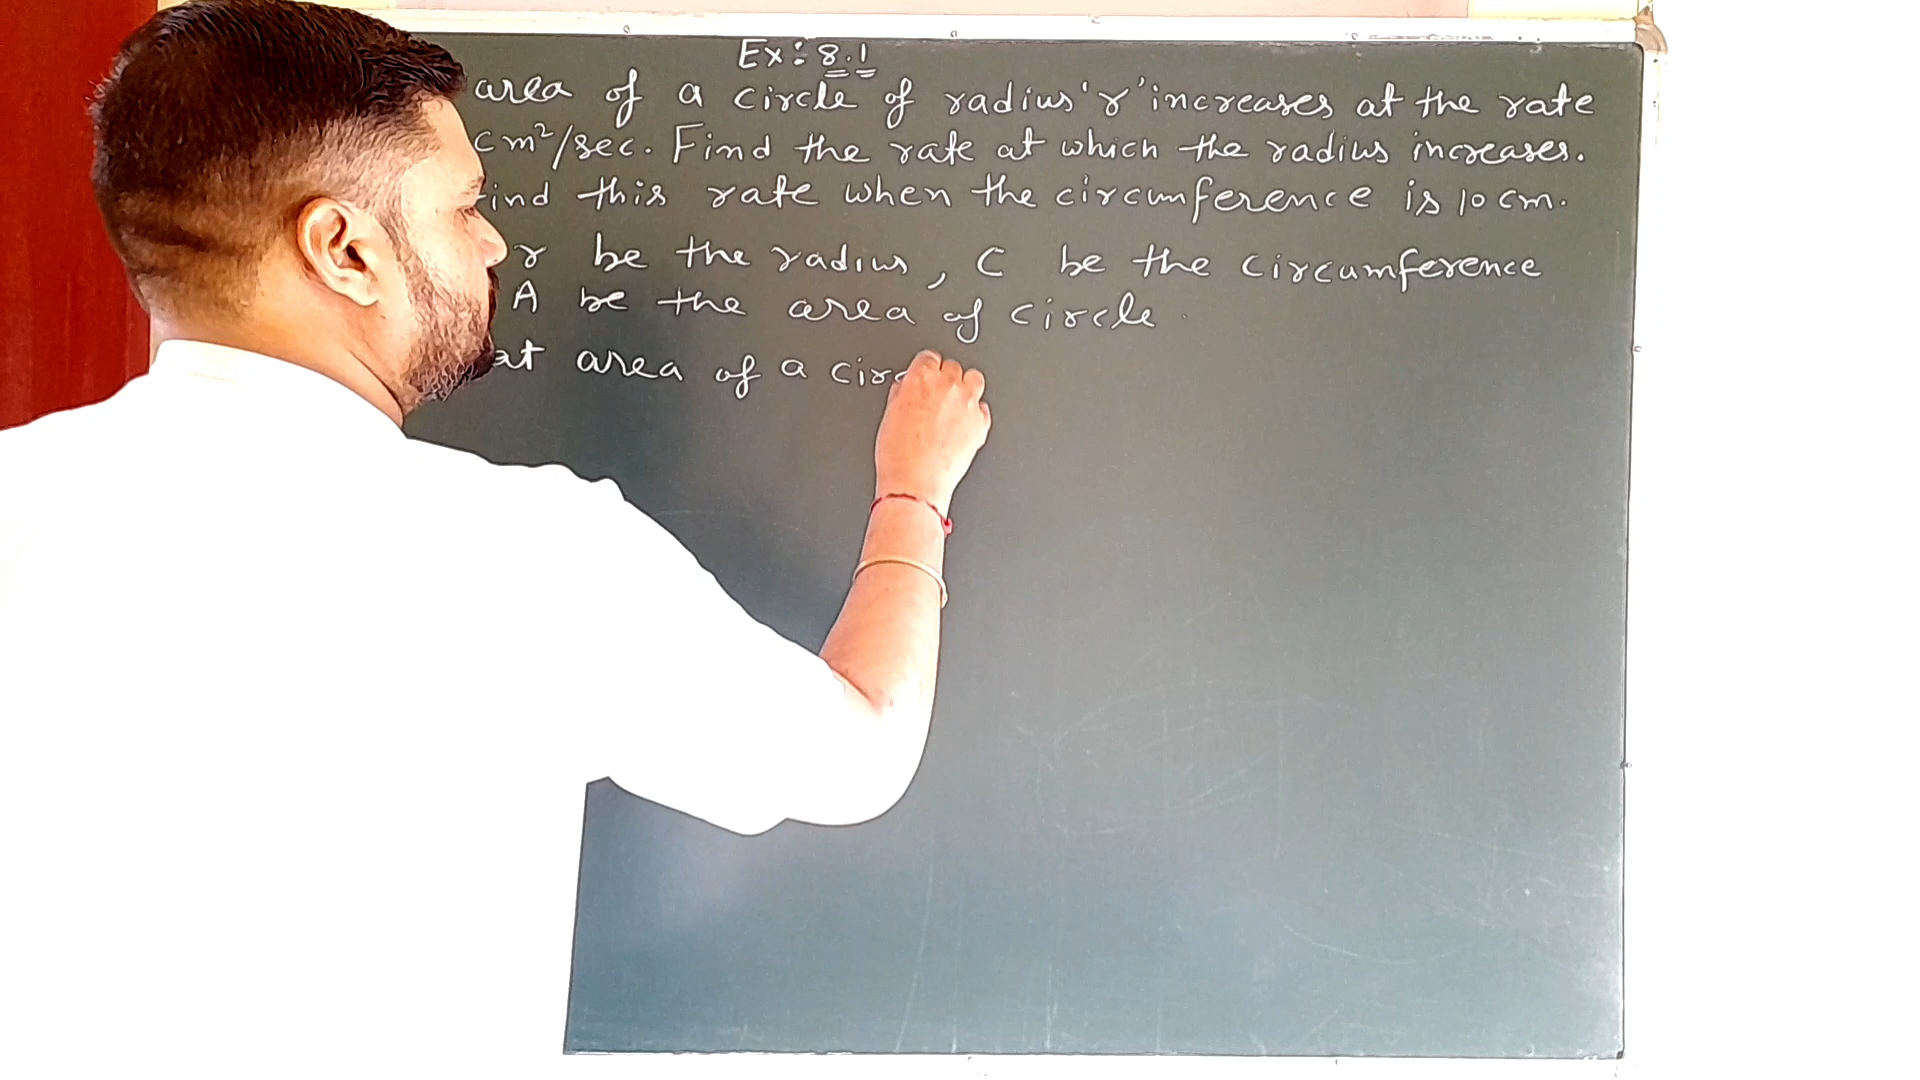 Ex: 8.1
area of a circle of radius 'r' increases at the rate
cm²/sec. Find the rate at which the radius increases.
ind this rate when the circumference is 10 cm.
r be the radius, C be the circumference
A be the area of circle
at area of a circ